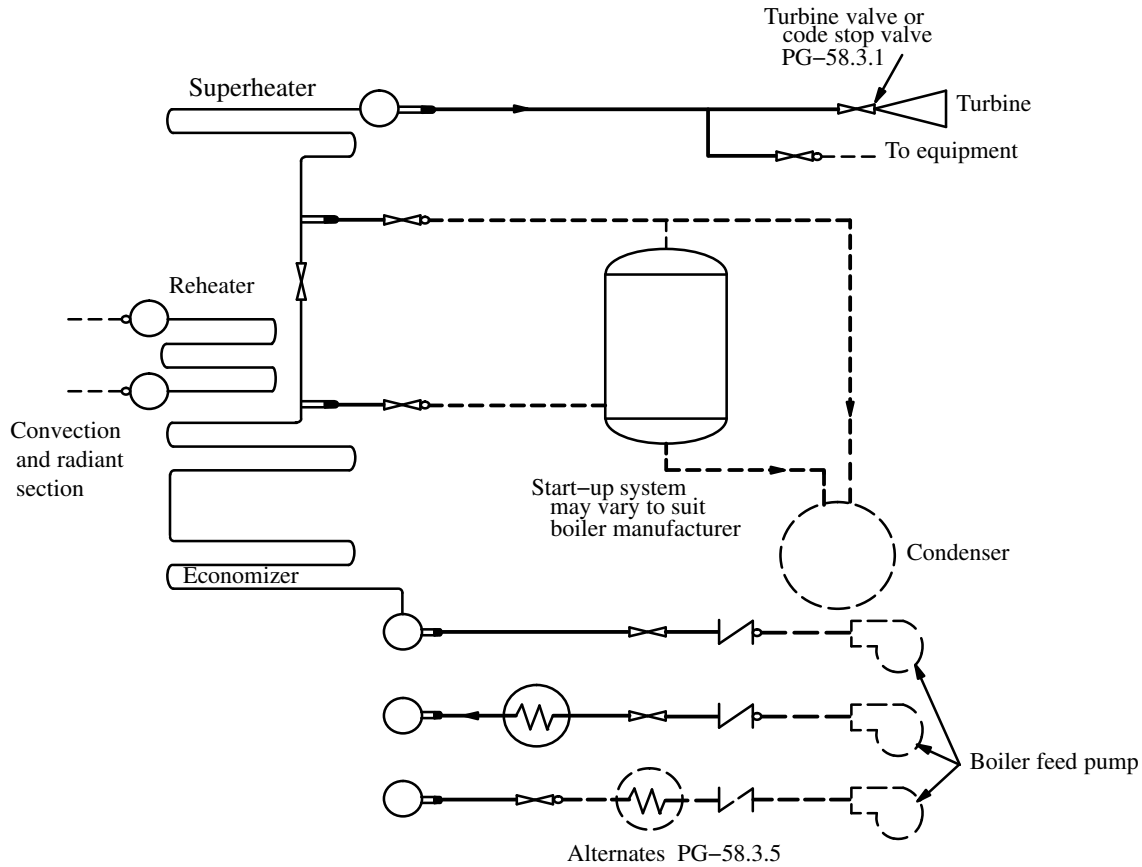 Turbine valve or
code stop valve
PG−58.3.1
Superheater
Turbine
To equipment
Reheater
Convection
and radiant
section
Start−up system
may vary to suit
boiler manufacturer
Condenser
Economizer
Boiler feed pump
Alternates PG−58.3.5